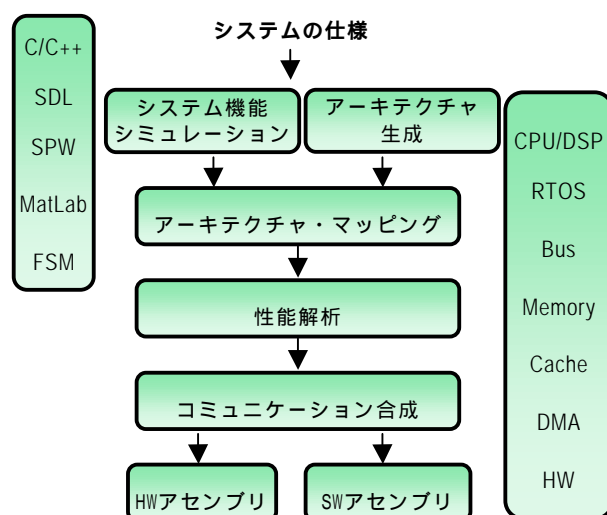 システムの仕様
C/C++
SDL
SPW
MatLab
FSM
システム機能
シミュレーション
アーキテクチャ
生成
アーキテクチャ・マッピング
性能解析
コミュニケーション合成
HWアセンブリ
SWアセンブリ
CPU/DSP
RTOS
Bus
Memory
Cache
DMA
HW